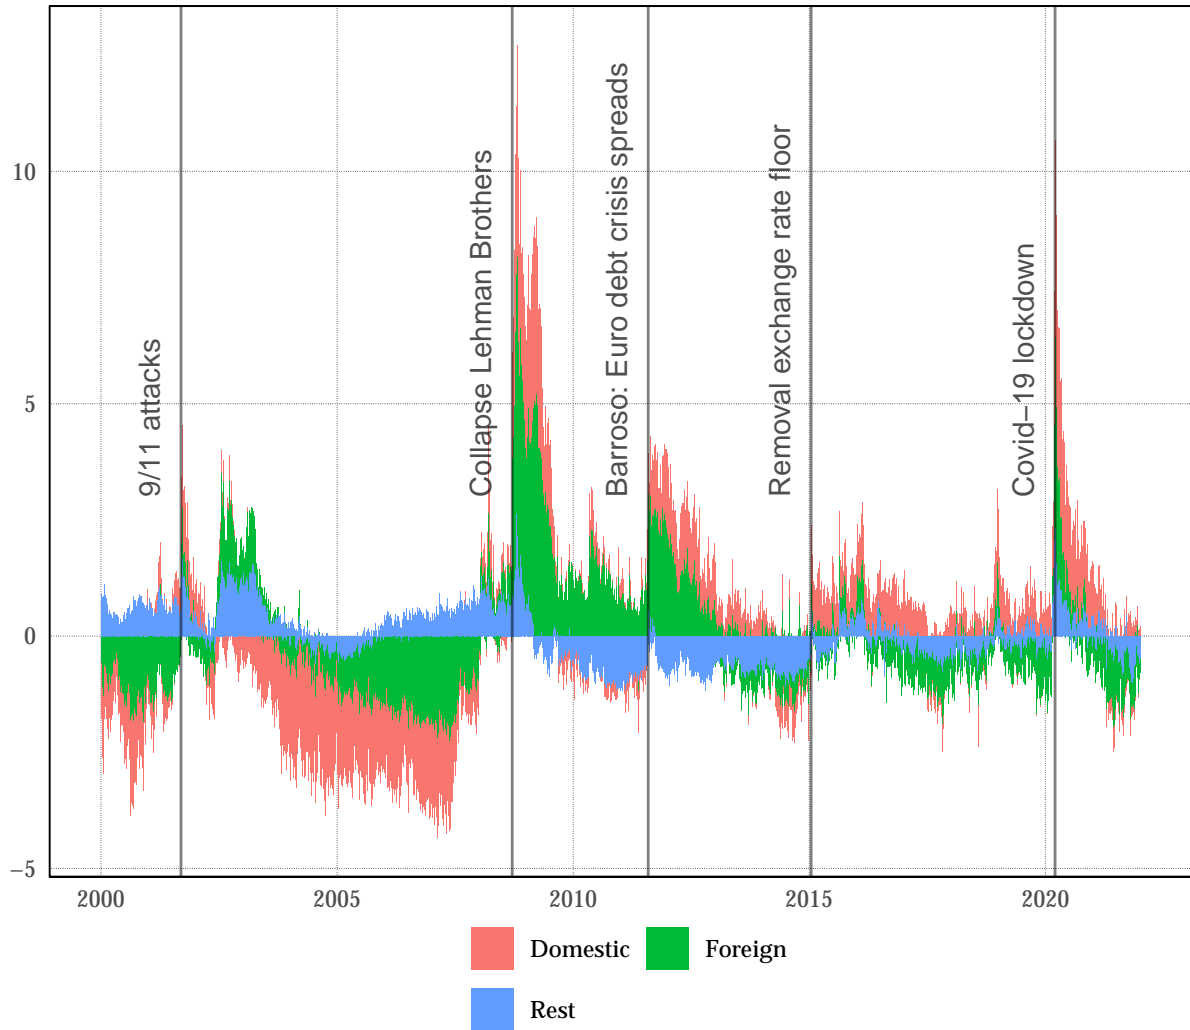 10
5
0
−5
9/11 attacks
Collapse Lehman Brothers
Barroso: Euro debt crisis spreads
Removal exchange rate floor
Covid−19 lockdown
2000
2005
2010
2015
2020
Domestic
Foreign
Rest